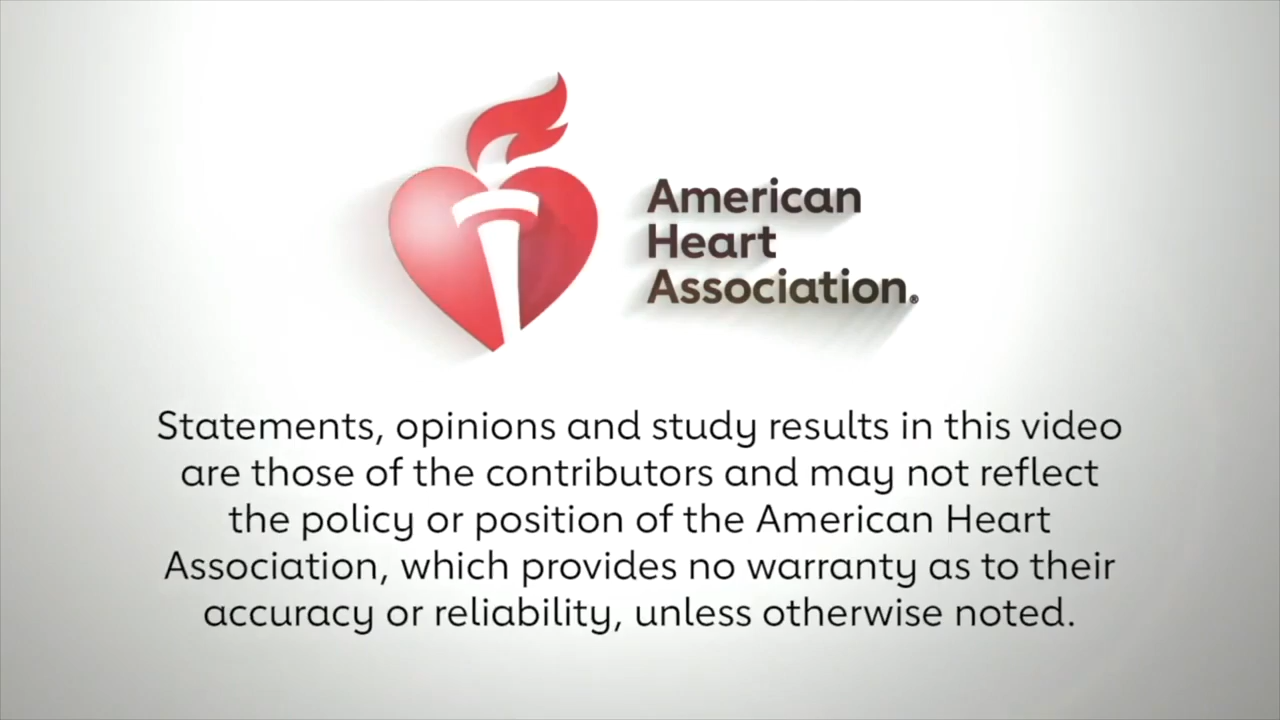 American
Heart
Association®
Statements, opinions and study results in this video
are those of the contributors and may not reflect
the policy or position of the American Heart
Association, which provides no warranty as to their
accuracy or reliability, unless otherwise noted.